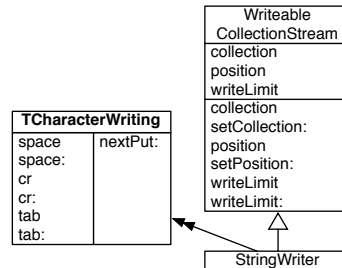 Writeable
CollectionStream
collection
position
writeLimit
collection
setCollection:
position
setPosition:
writeLimit
writeLimit:
TCharacterWriting
space nextPut:
space:
cr
cr:
tab
tab:
StringWriter